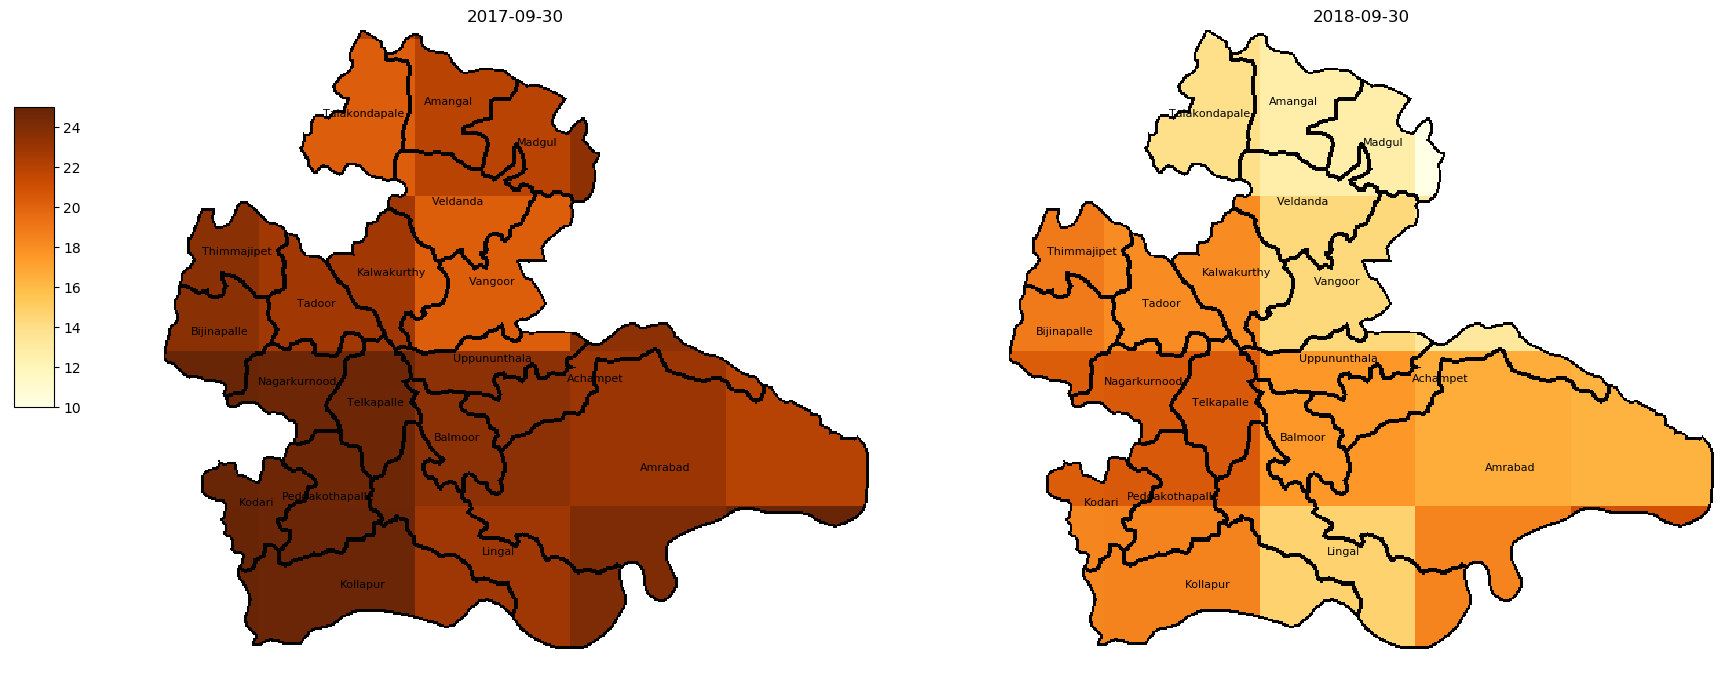 2017-09-30
2018-09-30
24
22
20
18
16
14
12
10
Talakondapale
Amangal
Madgul
Veldanda
Thimmajipet
Kalwakurthy
Vangoor
Tadoor
Bijinapalle
Uppununthala
Achampet
Nagarkurnood
Telkapalle
Balmoor
Amrabad
Kodari
Peddakothapalle
Lingal
Kollapur
Talakondapale
Amangal
Madgul
Veldanda
Thimmajipet
Kalwakurthy
Vangoor
Tadoor
Bijinapalle
Uppununthala
Achampet
Nagarkurnood
Telkapalle
Balmoor
Amrabad
Kodari
Peddakothapalle
Lingal
Kollapur